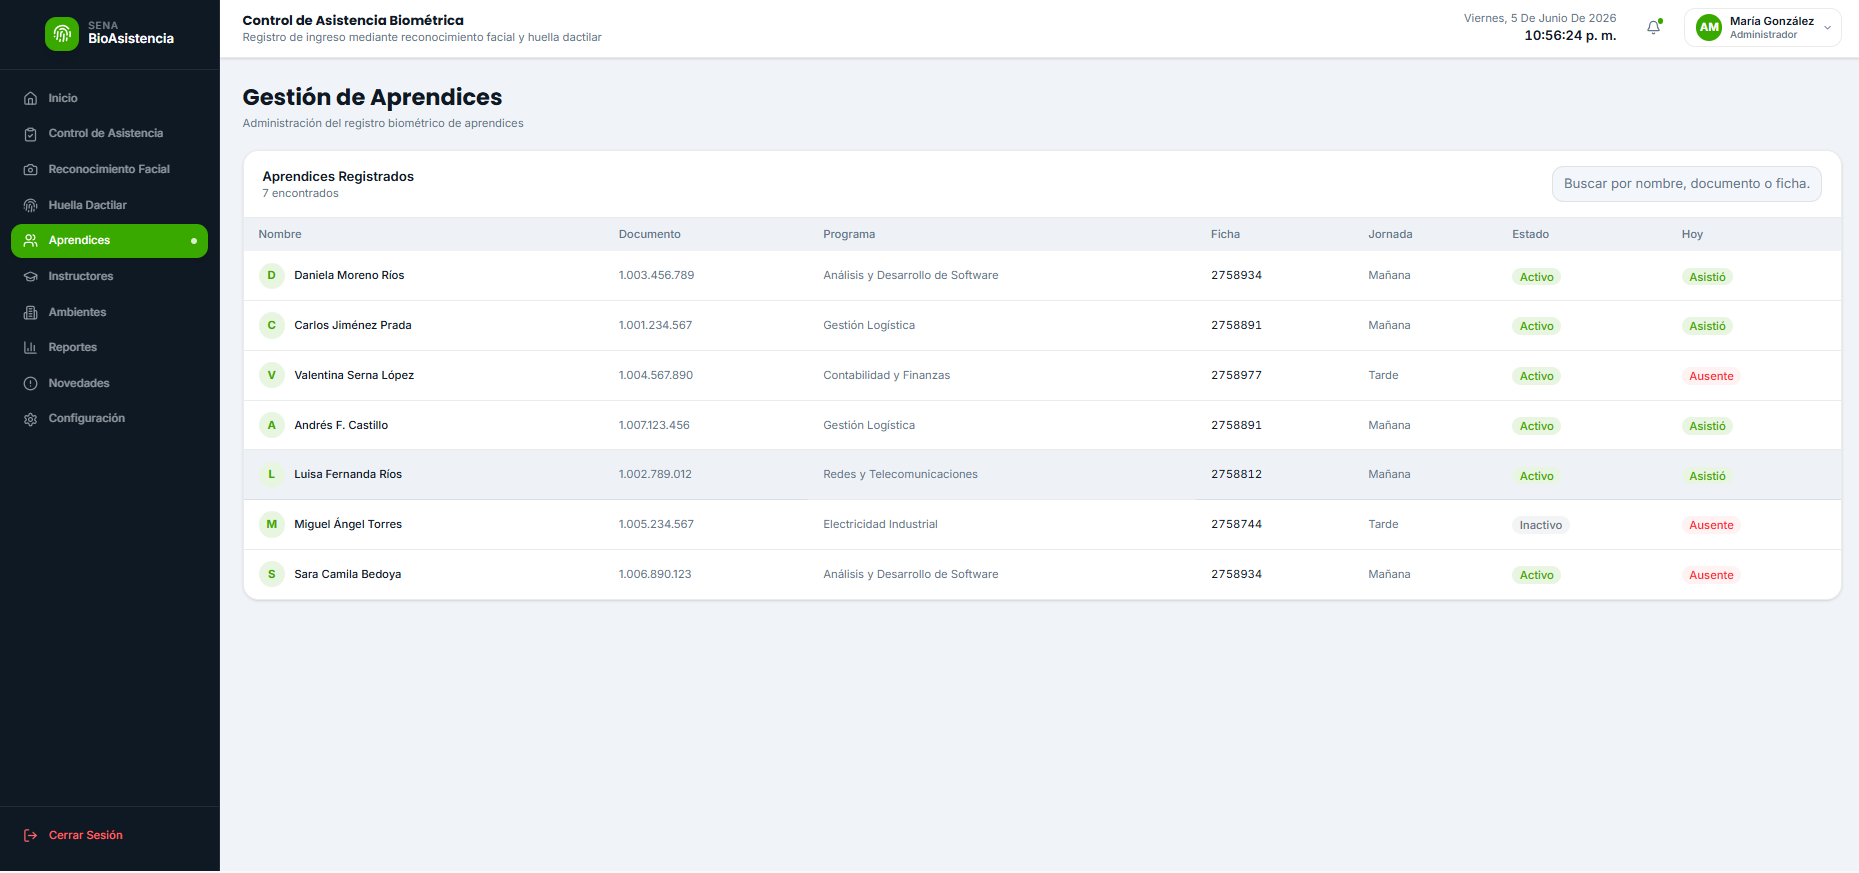 SENA
BioAsistencia
Inicio
Control de Asistencia
Reconocimiento Facial
Huella Dactilar
Aprendices
Instructores
Ambientes
Reportes
Novedades
Configuración
Cerrar Sesión
Control de Asistencia Biométrica
Registro de ingreso mediante reconocimiento facial y huella dactilar
Viernes, 5 De Junio De 2026
10:56:24 p. m.
AM
María González
Administrador
Gestión de Aprendices
Administración del registro biométrico de aprendices
Aprendices Registrados
7 encontrados
Buscar por nombre, documento o ficha.
Nombre Documento Programa Ficha Jornada Estado Hoy
D Daniela Moreno Ríos 1.003.456.789 Análisis y Desarrollo de Software 2758934 Mañana Activo Asistió
C Carlos Jiménez Prada 1.001.234.567 Gestión Logística 2758891 Mañana Activo Asistió
V Valentina Serna López 1.004.567.890 Contabilidad y Finanzas 2758977 Tarde Activo Ausente
A Andrés F. Castillo 1.007.123.456 Gestión Logística 2758891 Mañana Activo Asistió
L Luisa Fernanda Ríos 1.002.789.012 Redes y Telecomunicaciones 2758812 Mañana Activo Asistió
M Miguel Ángel Torres 1.005.234.567 Electricidad Industrial 2758744 Tarde Inactivo Ausente
S Sara Camila Bedoya 1.006.890.123 Análisis y Desarrollo de Software 2758934 Mañana Activo Ausente